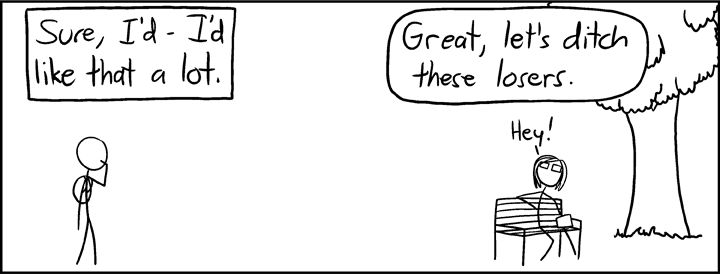 Sure, I'd - I'd
like that a lot.
Great, let's ditch
these losers.
Hey!